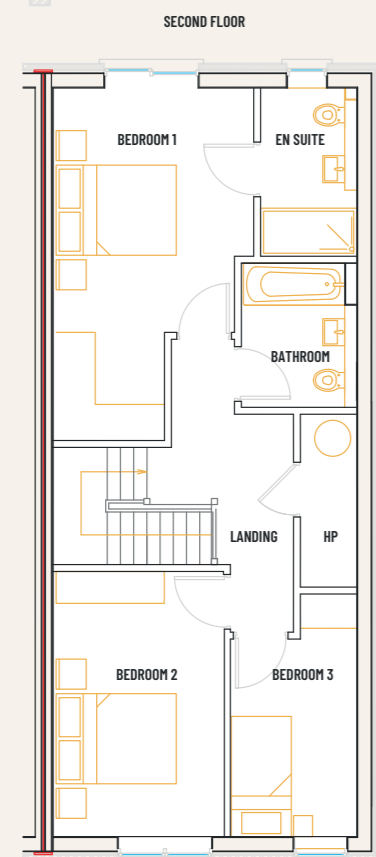 SECOND FLOOR
BEDROOM 1
EN SUITE
BATHROOM
LANDING
HP
BEDROOM 2
BEDROOM 3